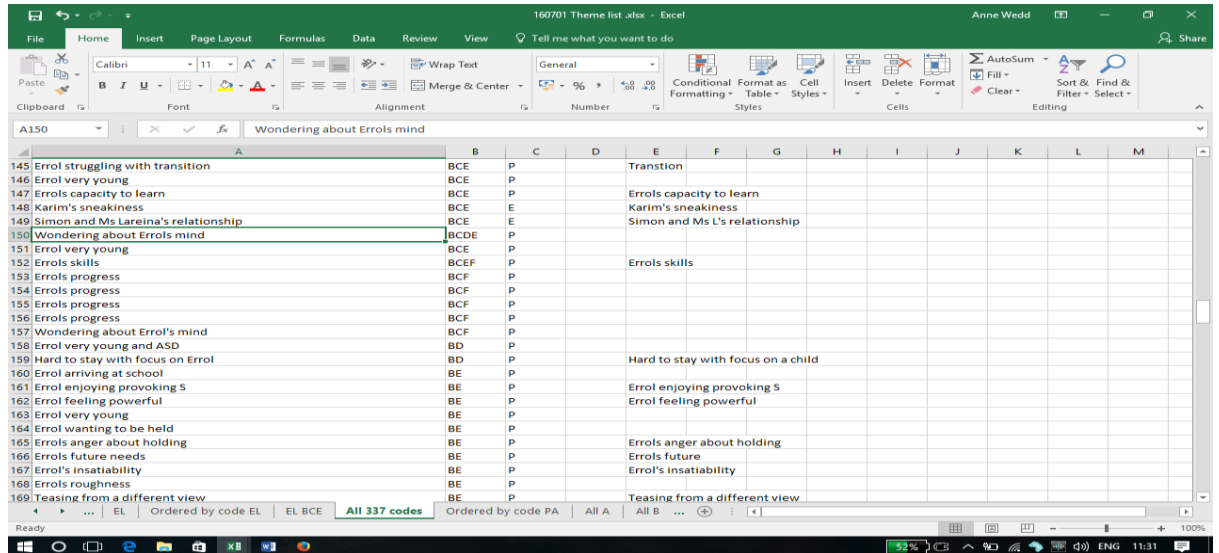 160701 Theme list .xlsx - Excel
Anne Wedd
File Home Insert Page Layout Formulas Data Review View Tell me what you want to do Share
Paste Calibri 11 A A Wrap Text General Conditional Formatting Format as Table Cell Styles Insert Delete Format AutoSum Fill Clear Sort & Filter Find & Select
B I U A Merge & Center % ,
Clipboard Font Alignment Number Styles Cells Editing
A150 fx Wondering about Errols mind
A B C D E F G H I J K L M
145 Errol struggling with transition BCE P Transtion
146 Errol very young BCE P
147 Errols capacity to learn BCE P Errols capacity to learn
148 Karim's sneakiness BCE E Karim's sneakiness
149 Simon and Ms Lareina's relationship BCE E Simon and Ms L's relationship
150 Wondering about Errols mind BCDE P
151 Errol very young BCE P
152 Errols skills BCEF P Errols skills
153 Errols progress BCF P
154 Errols progress BCF P
155 Errols progress BCF P
156 Errols progress BCF P
157 Wondering about Errol's mind BCF P
158 Errol very young and ASD BD P
159 Hard to stay with focus on Errol BD P Hard to stay with focus on a child
160 Errol arriving at school BE P
161 Errol enjoying provoking S BE P Errol enjoying provoking S
162 Errol feeling powerful BE P Errol feeling powerful
163 Errol very young BE P
164 Errol wanting to be held BE P
165 Errols anger about holding BE P Errols anger about holding
166 Errols future needs BE P Errols future
167 Errol's insatiability BE P Errol's insatiability
168 Errols roughness BE P
169 Teasing from a different view BE P Teasing from a different view
... EL Ordered by code EL EL BCE All 337 codes Ordered by code PA All A All B ...
Ready 100%
52% ENG 11:31